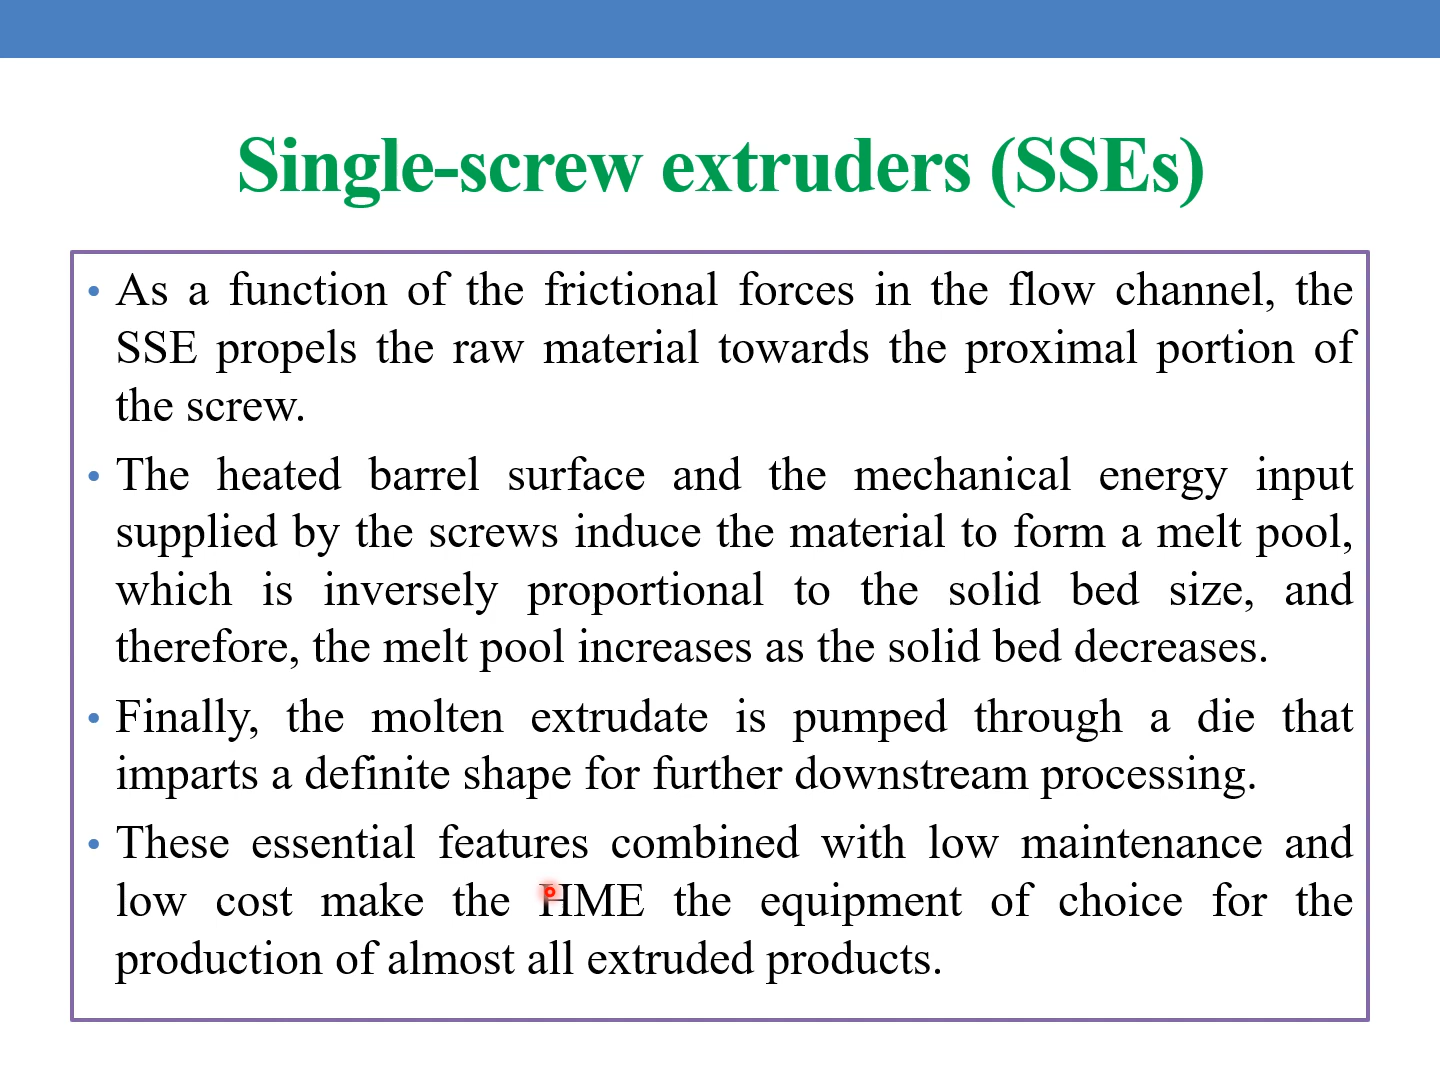 Single-screw extruders (SSEs)
• As a function of the frictional forces in the flow channel, the
SSE propels the raw material towards the proximal portion of
the screw.
• The heated barrel surface and the mechanical energy input
supplied by the screws induce the material to form a melt pool,
which is inversely proportional to the solid bed size, and
therefore, the melt pool increases as the solid bed decreases.
• Finally, the molten extrudate is pumped through a die that
imparts a definite shape for further downstream processing.
• These essential features combined with low maintenance and
low cost make the HME the equipment of choice for the
production of almost all extruded products.